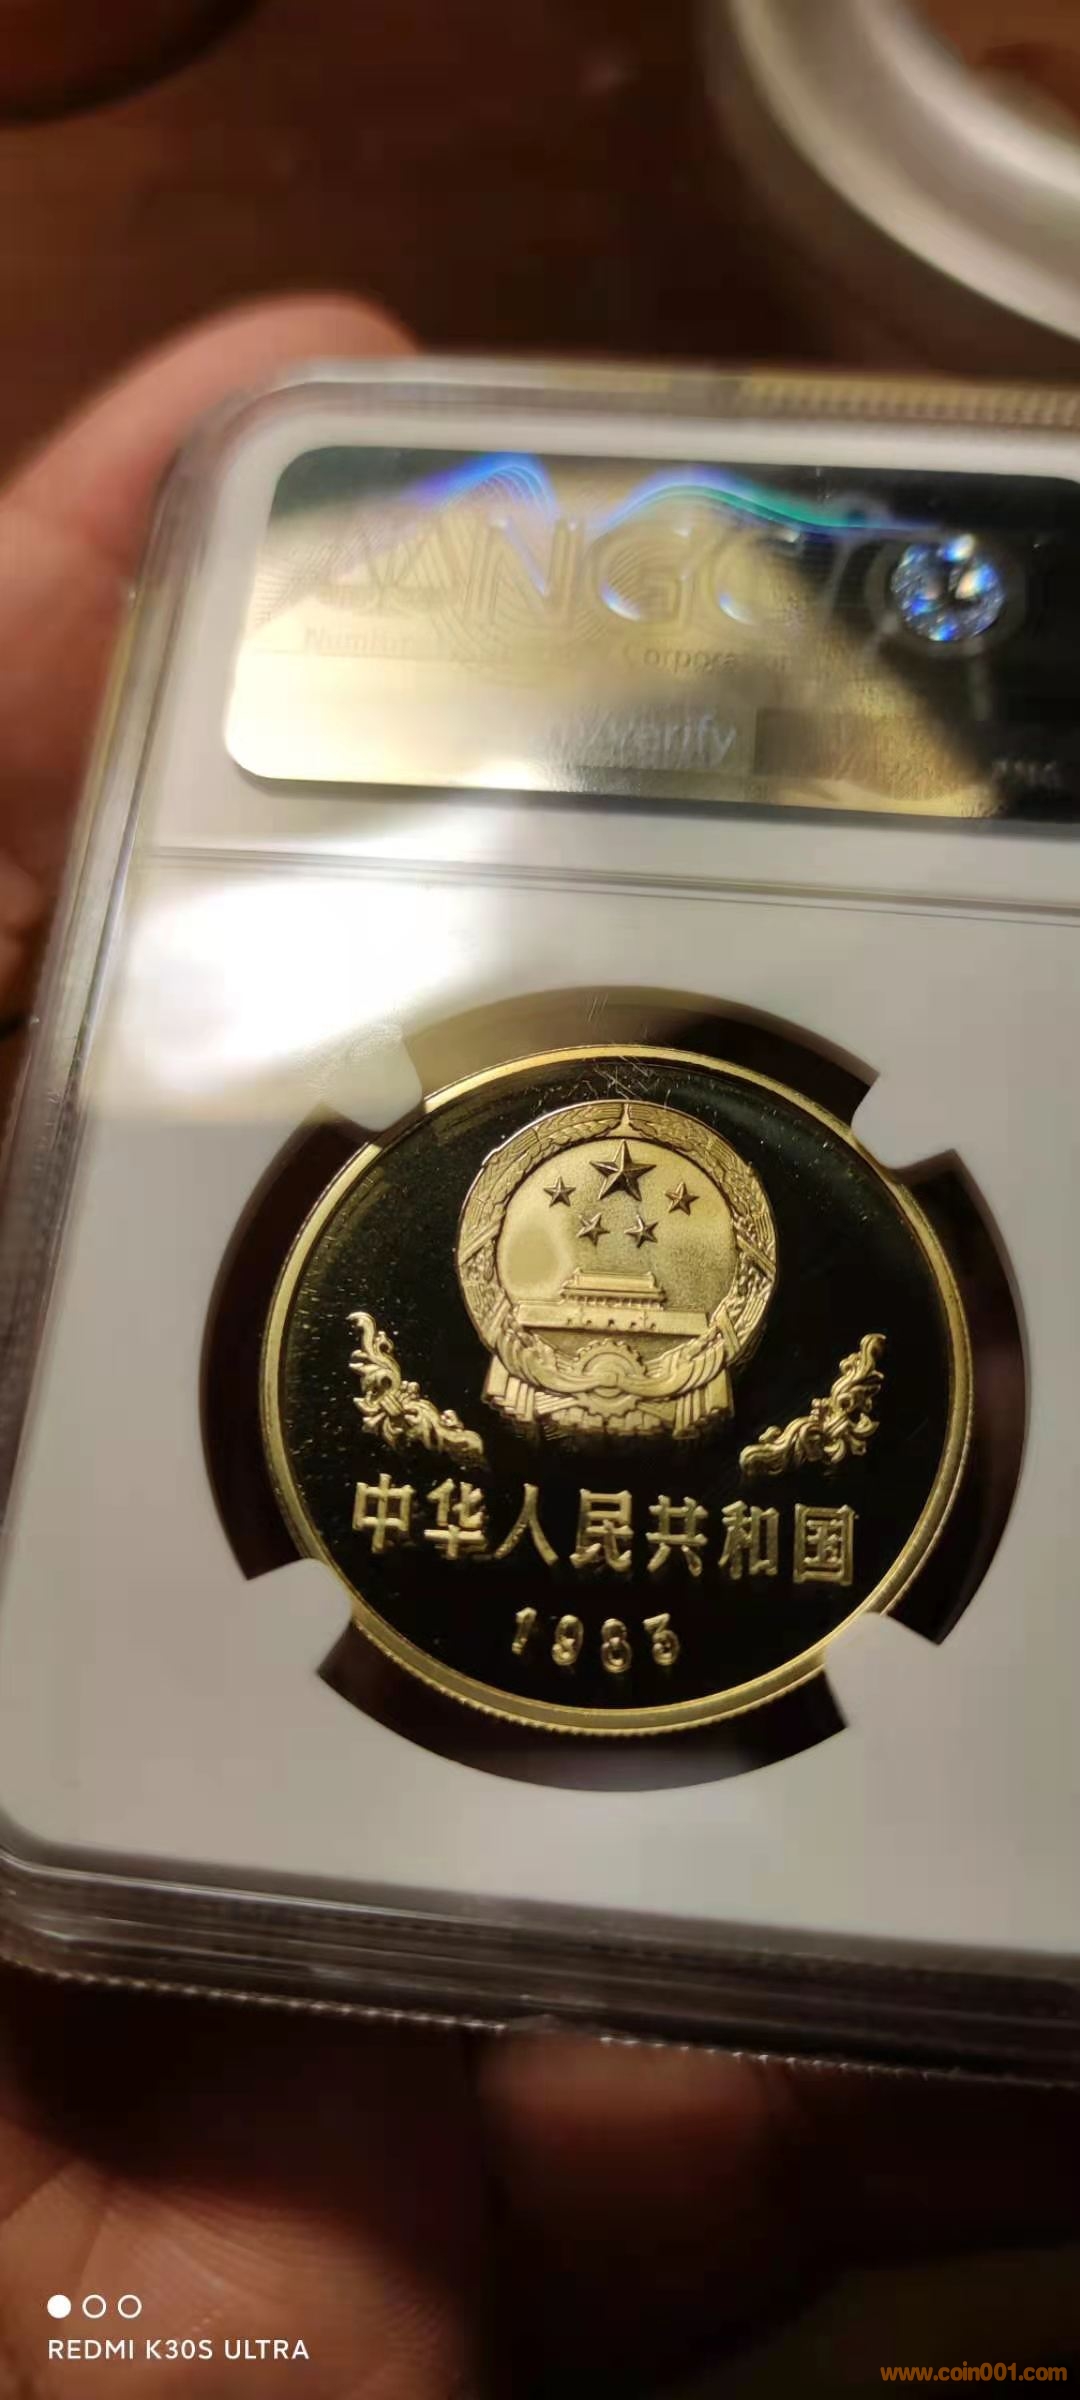 NGC
Corporation
Verify
中华人民共和国
1983
REDMI K30S ULTRA
www.coin001.com